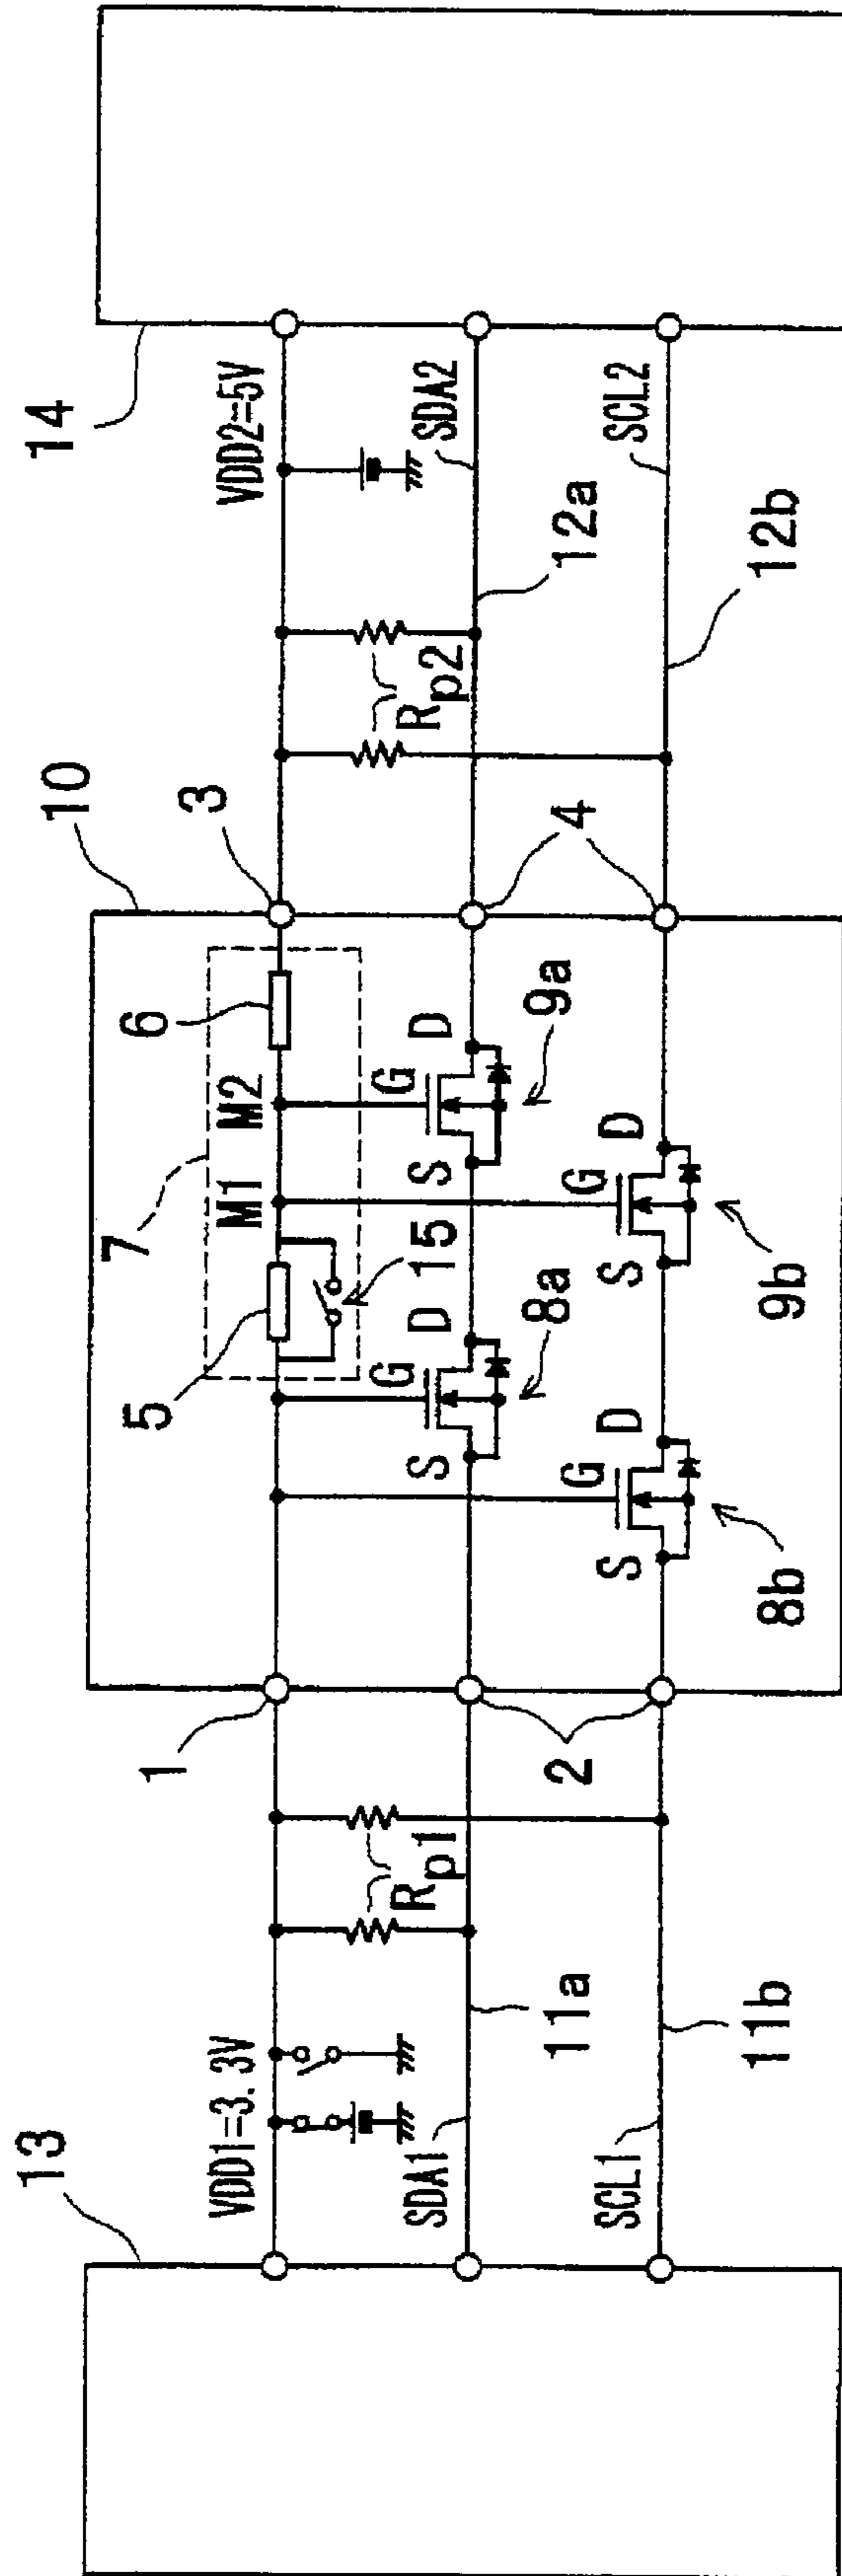 13
VDD1=3.3V
SDA1
SCL1
11a
11b
Rp1
1
2
10
7
5
6
M1
M2
15
G
S
D
8a
G
S
D
9a
G
S
D
8b
G
S
D
9b
3
4
Rp2
VDD2=5V
SDA2
SCL2
12a
12b
14